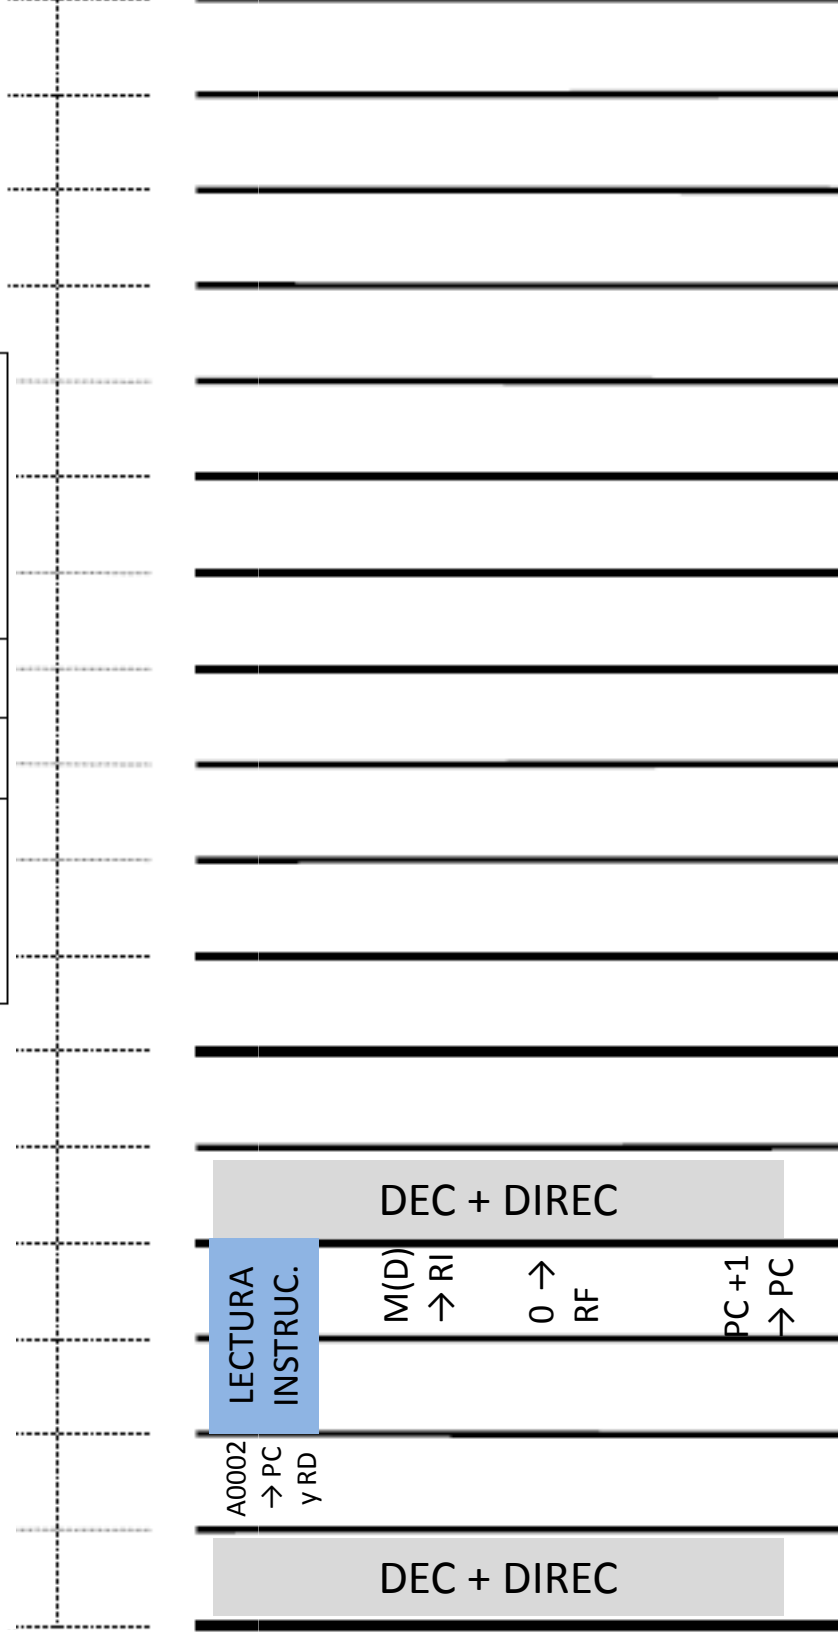 DEC + DIREC
LECTURA
INSTRUC.
M(D)
→ RI
0 →
RF
PC +1
→ PC
A0002
→ PC
y RD
DEC + DIREC